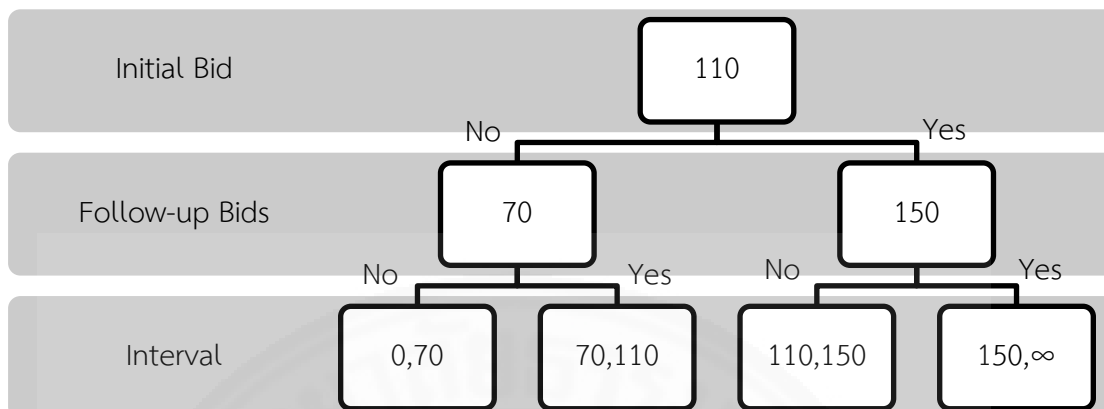 Initial Bid
110
No
Yes
Follow-up Bids
70
150
No
Yes
No
Yes
Interval
0,70
70,110
110,150
150,∞